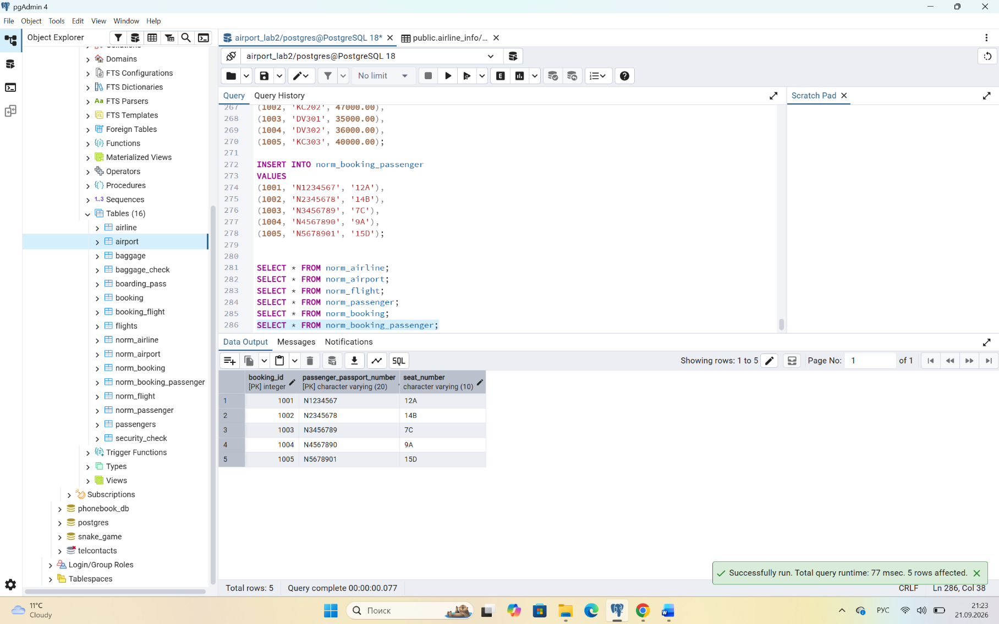 pgAdmin 4
File Object Tools Edit View Window Help
Object Explorer
airport_lab2/postgres@PostgreSQL 18*
public.airline_info/...
airport_lab2/postgres@PostgreSQL 18
No limit
E
Query Query History
Scratch Pad
Domains
FTS Configurations
FTS Dictionaries
Aa FTS Parsers
FTS Templates
Foreign Tables
Functions
Materialized Views
Operators
Procedures
1..3 Sequences
Tables (16)
airline
airport
baggage
baggage_check
boarding_pass
booking
booking_flight
flights
norm_airline
norm_airport
norm_booking
norm_booking_passenger
norm_flight
norm_passenger
passengers
security_check
Trigger Functions
Types
Views
Subscriptions
phonebook_db
postgres
snake_game
telcontacts
Login/Group Roles
Tablespaces
267 (1002, 'KC202', 47000.00),
268 (1003, 'DV301', 35000.00),
269 (1004, 'DV302', 36000.00),
270 (1005, 'KC303', 40000.00);
271
272 INSERT INTO norm_booking_passenger
273 VALUES
274 (1001, 'N1234567', '12A'),
275 (1002, 'N2345678', '14B'),
276 (1003, 'N3456789', '7C'),
277 (1004, 'N4567890', '9A'),
278 (1005, 'N5678901', '15D');
279
280
281 SELECT * FROM norm_airline;
282 SELECT * FROM norm_airport;
283 SELECT * FROM norm_flight;
284 SELECT * FROM norm_passenger;
285 SELECT * FROM norm_booking;
286 SELECT * FROM norm_booking_passenger;
Data Output Messages Notifications
SQL
Showing rows: 1 to 5
Page No: 1 of 1
booking_id passenger_passport_number seat_number
[PK] integer [PK] character varying (20) character varying (10)
1 1001 N1234567 12A
2 1002 N2345678 14B
3 1003 N3456789 7C
4 1004 N4567890 9A
5 1005 N5678901 15D
Successfully run. Total query runtime: 77 msec. 5 rows affected.
Total rows: 5 Query complete 00:00:00.077
CRLF Ln 286, Col 38
11°C
Cloudy
Поиск
РУС
21:23
21.09.2026